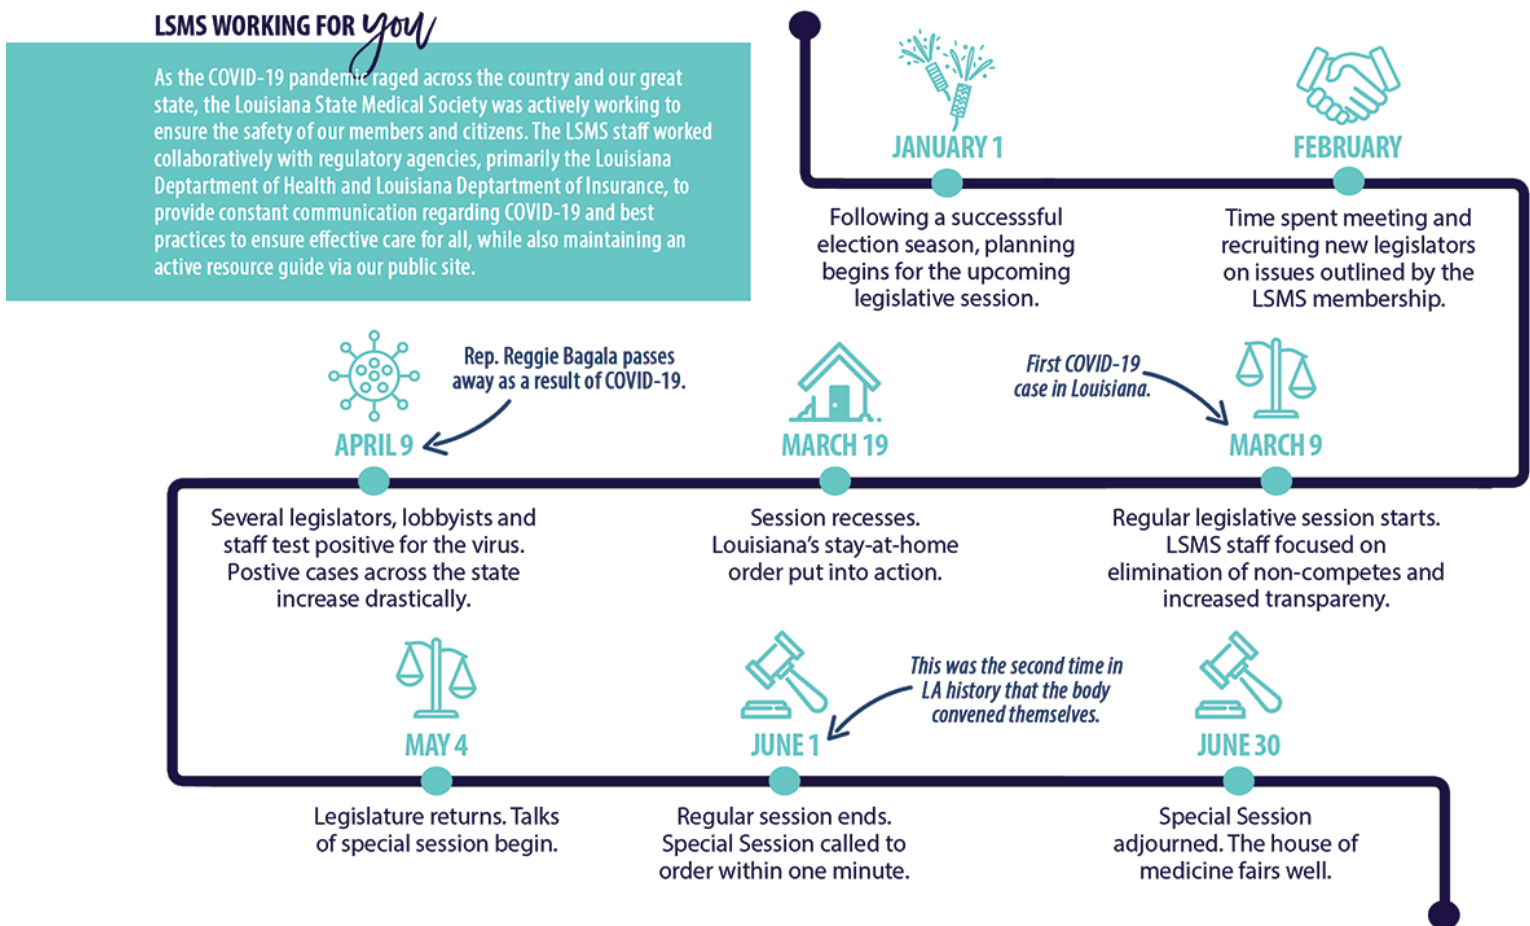 LSMS WORKING FOR you
As the COVID-19 pandemic raged across the country and our great
state, the Louisiana State Medical Society was actively working to
ensure the safety of our members and citizens. The LSMS staff worked
collaboratively with regulatory agencies, primarily the Louisiana
Deptartment of Health and Louisiana Deptartment of Insurance, to
provide constant communication regarding COVID-19 and best
practices to ensure effective care for all, while also maintaining an
active resource guide via our public site.
JANUARY 1
Following a successsful
election season, planning
begins for the upcoming
legislative session.
FEBRUARY
Time spent meeting and
recruiting new legislators
on issues outlined by the
LSMS membership.
First COVID-19
case in Louisiana.
MARCH 9
Regular legislative session starts.
LSMS staff focused on
elimination of non-competes and
increased transpareny.
MARCH 19
Session recesses.
Louisiana's stay-at-home
order put into action.
Rep. Reggie Bagala passes
away as a result of COVID-19.
APRIL 9
Several legislators, lobbyists and
staff test positive for the virus.
Postive cases across the state
increase drastically.
MAY 4
Legislature returns. Talks
of special session begin.
This was the second time in
LA history that the body
convened themselves.
JUNE 1
Regular session ends.
Special Session called to
order within one minute.
JUNE 30
Special Session
adjourned. The house of
medicine fairs well.